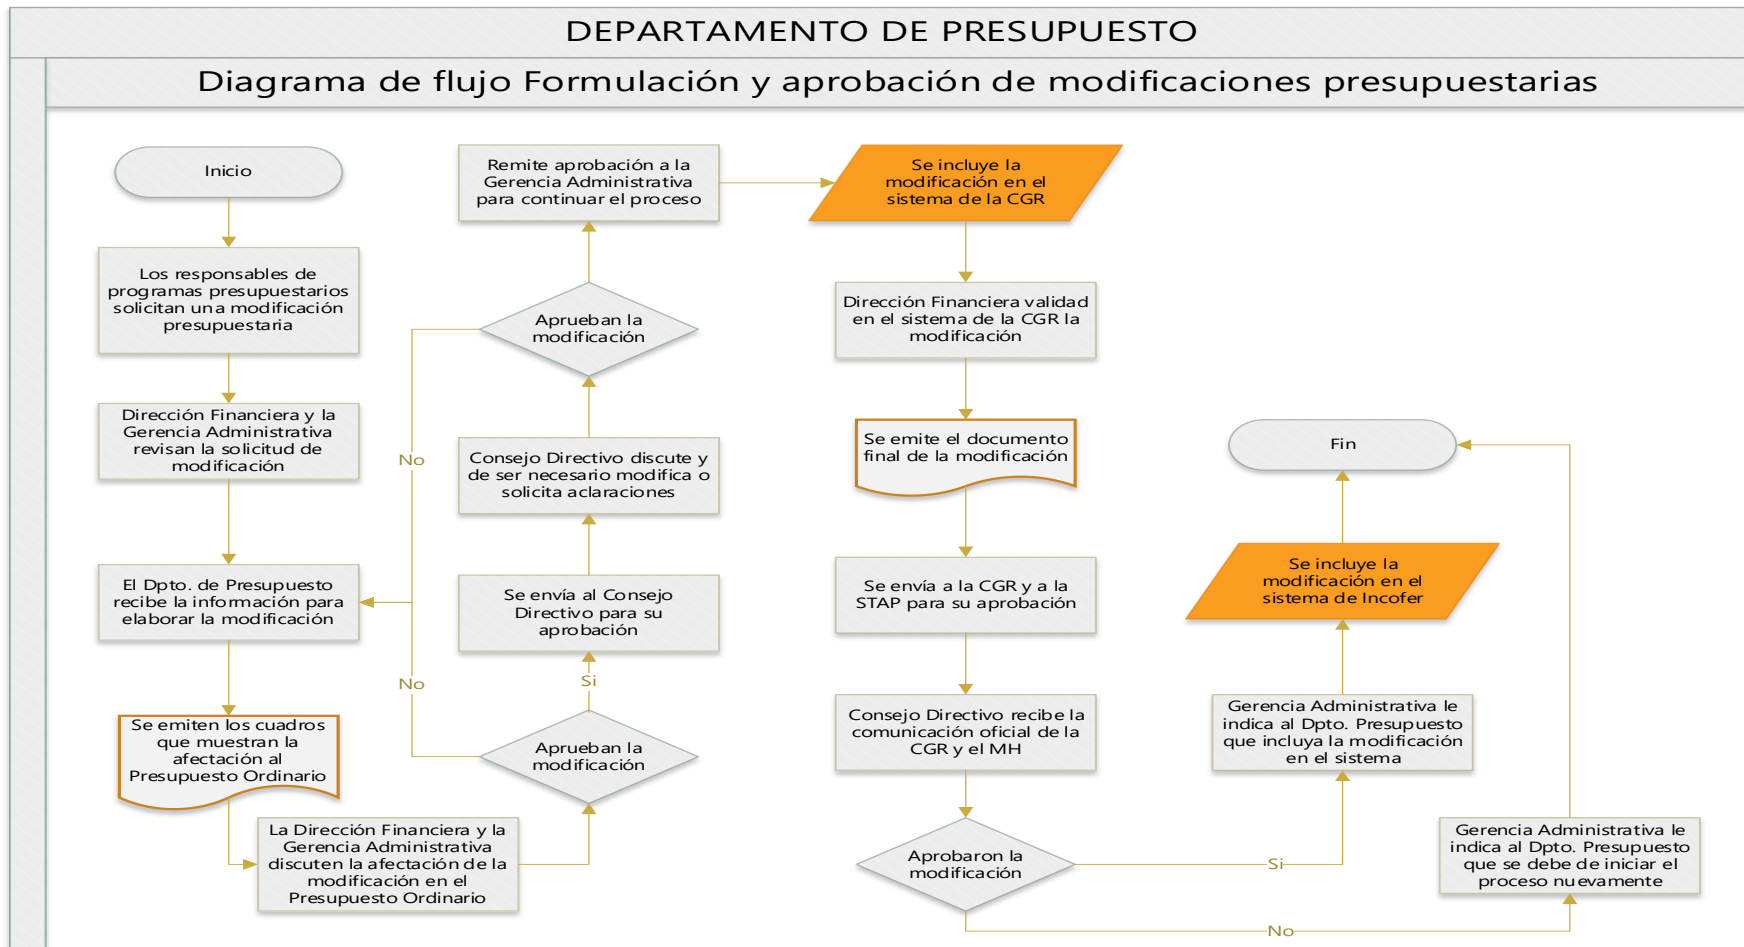 DEPARTAMENTO DE PRESUPUESTO
Diagrama de flujo Formulación y aprobación de modificaciones presupuestarias
Inicio
Los responsables de
programas presupuestarios
solicitan una modificación
presupuestaria
Dirección Financiera y la
Gerencia Administrativa
revisan la solicitud de
modificación
El Dpto. de Presupuesto
recibe la información para
elaborar la modificación
Se emiten los cuadros
que muestran la
afectación al
Presupuesto Ordinario
La Dirección Financiera y la
Gerencia Administrativa
discuten la afectación de la
modificación en el
Presupuesto Ordinario
Aprueban la
modificación
No
Si
Se envía al Consejo
Directivo para su
aprobación
Consejo Directivo discute y
de ser necesario modifica o
solicita aclaraciones
Aprueban la
modificación
No
Remite aprobación a la
Gerencia Administrativa
para continuar el proceso
Se incluye la
modificación en el
sistema de la CGR
Dirección Financiera validad
en el sistema de la CGR la
modificación
Se emite el documento
final de la modificación
Se envía a la CGR y a la
STAP para su aprobación
Consejo Directivo recibe la
comunicación oficial de la
CGR y el MH
Aprobaron la
modificación
Si
No
Gerencia Administrativa le
indica al Dpto. Presupuesto
que incluya la modificación
en el sistema
Se incluye la
modificación en el
sistema de Incofer
Gerencia Administrativa le
indica al Dpto. Presupuesto
que se debe de iniciar el
proceso nuevamente
Fin